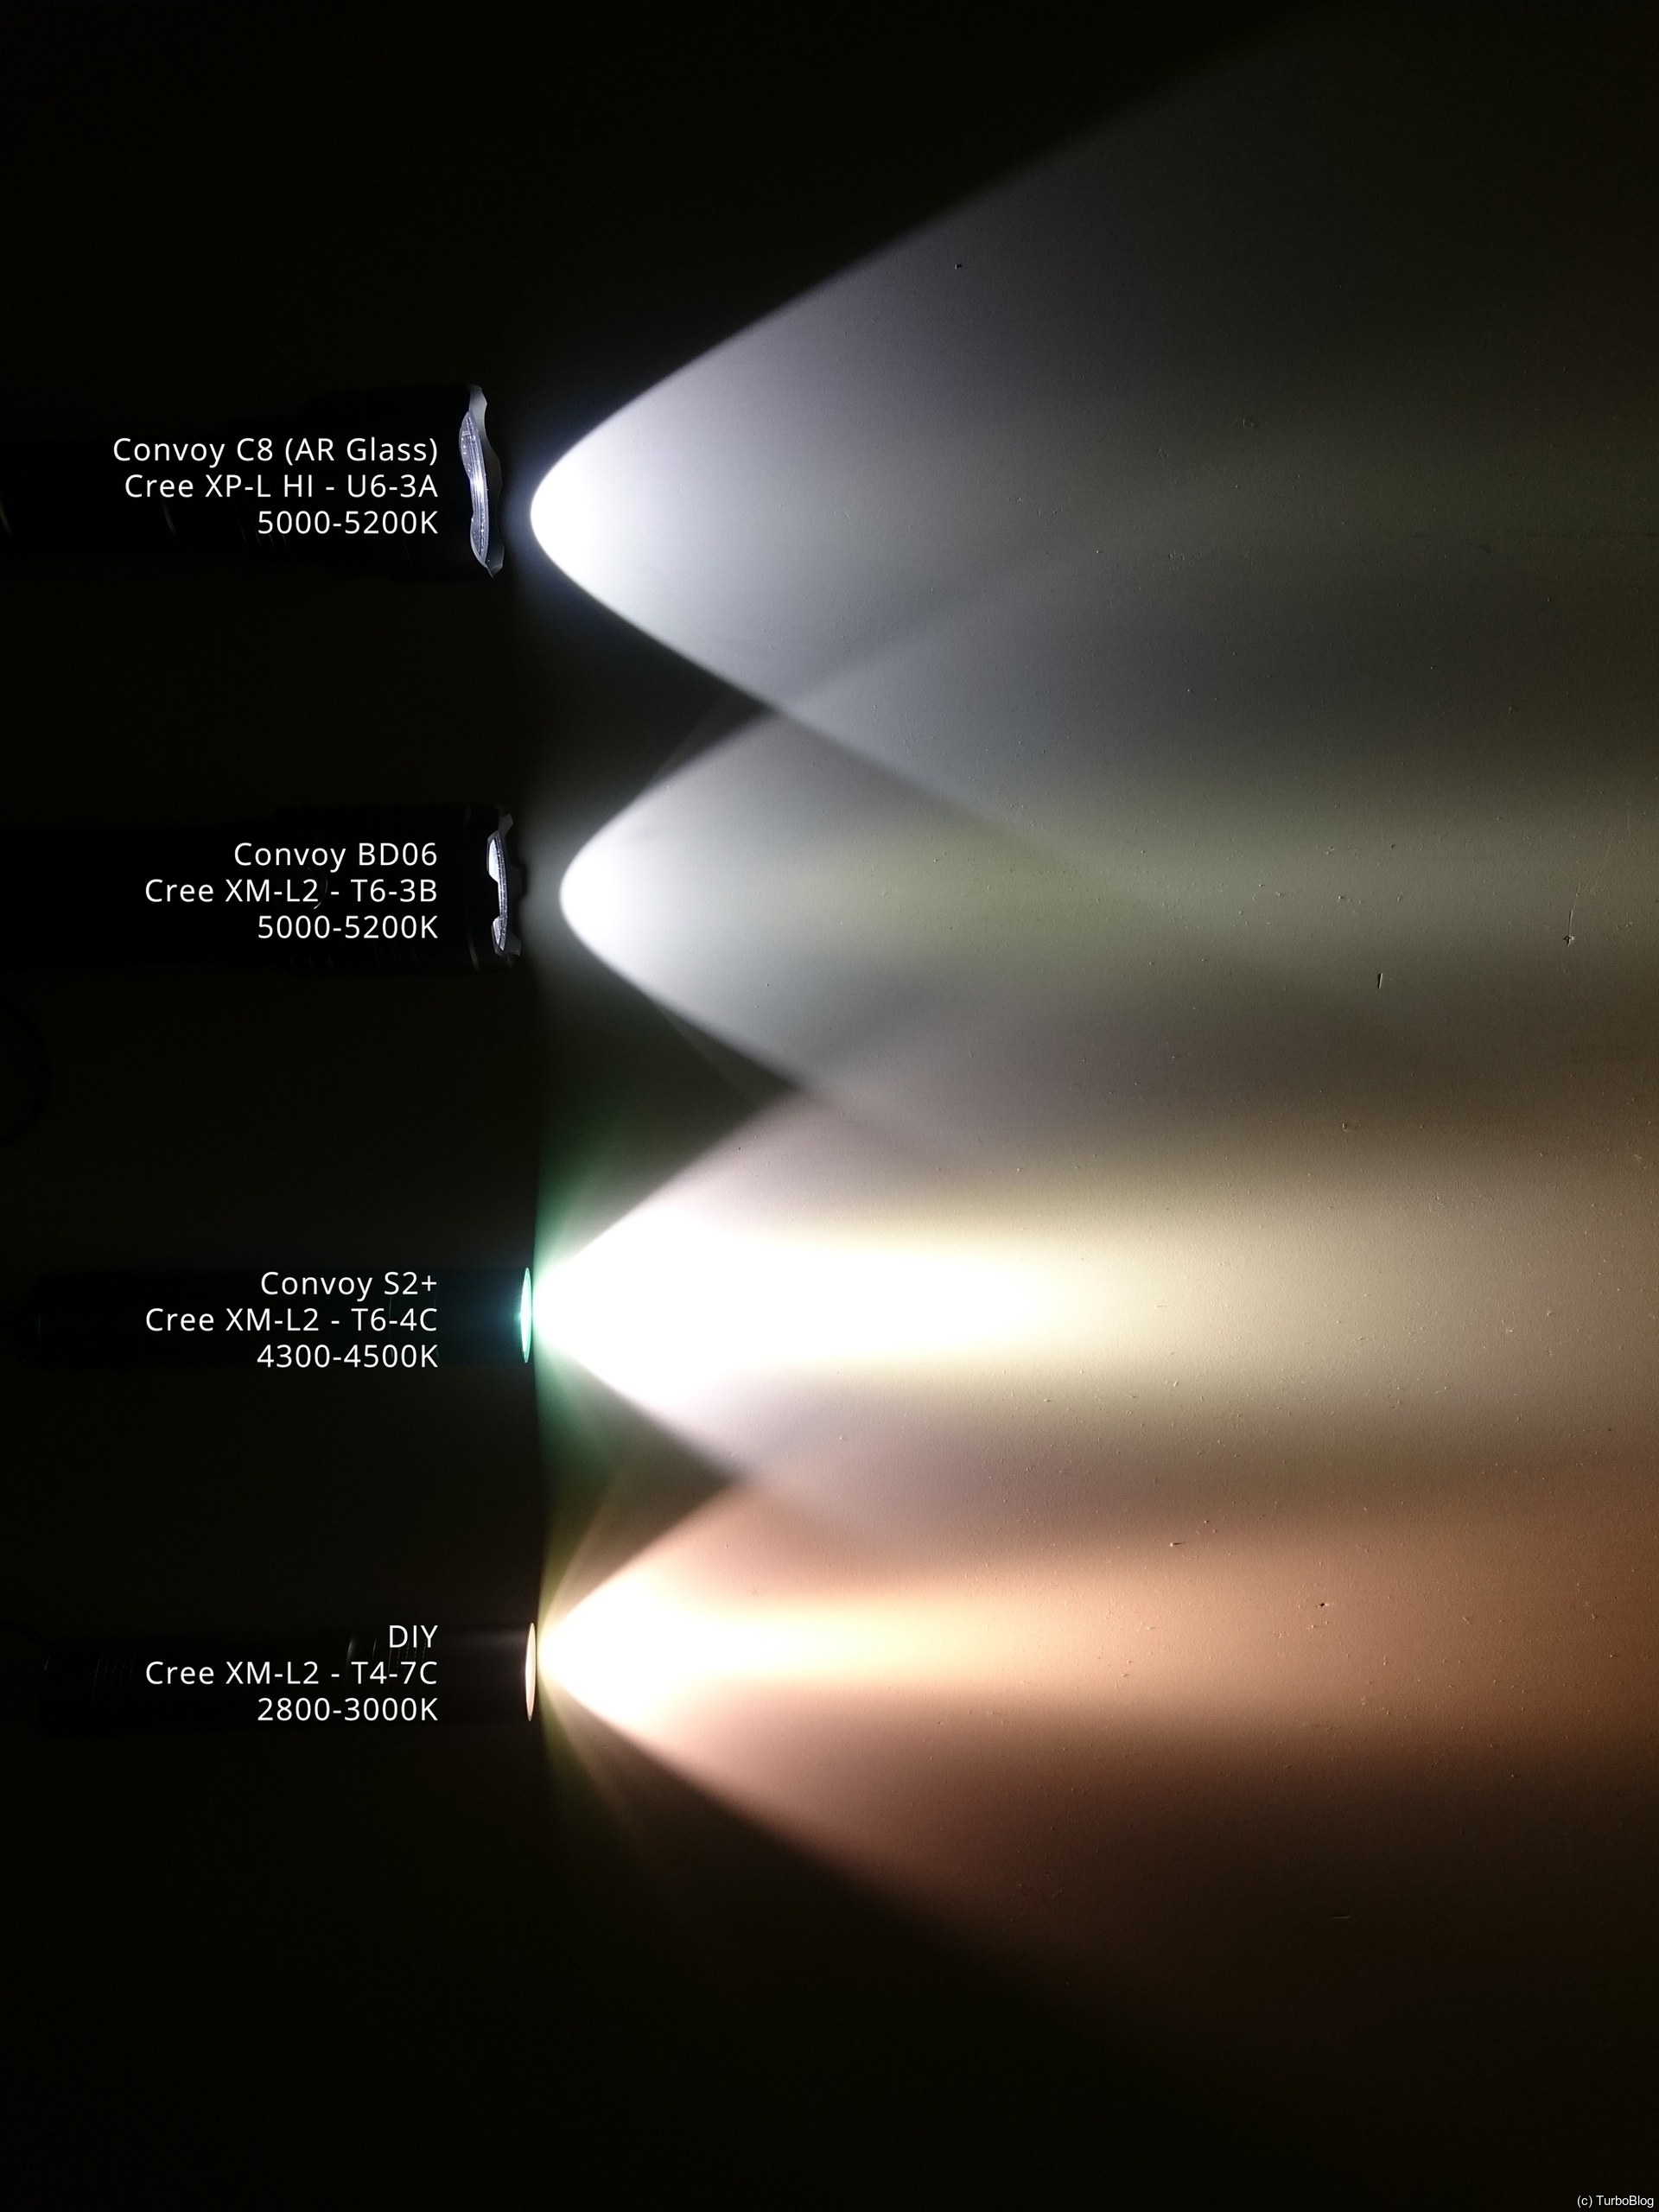 Convoy C8 (AR Glass)
Cree XP-L HI - U6-3A
5000-5200K
Convoy BD06
Cree XM-L2 - T6-3B
5000-5200K
Convoy S2+
Cree XM-L2 - T6-4C
4300-4500K
DIY
Cree XM-L2 - T4-7C
2800-3000K
(c) TurboBlog